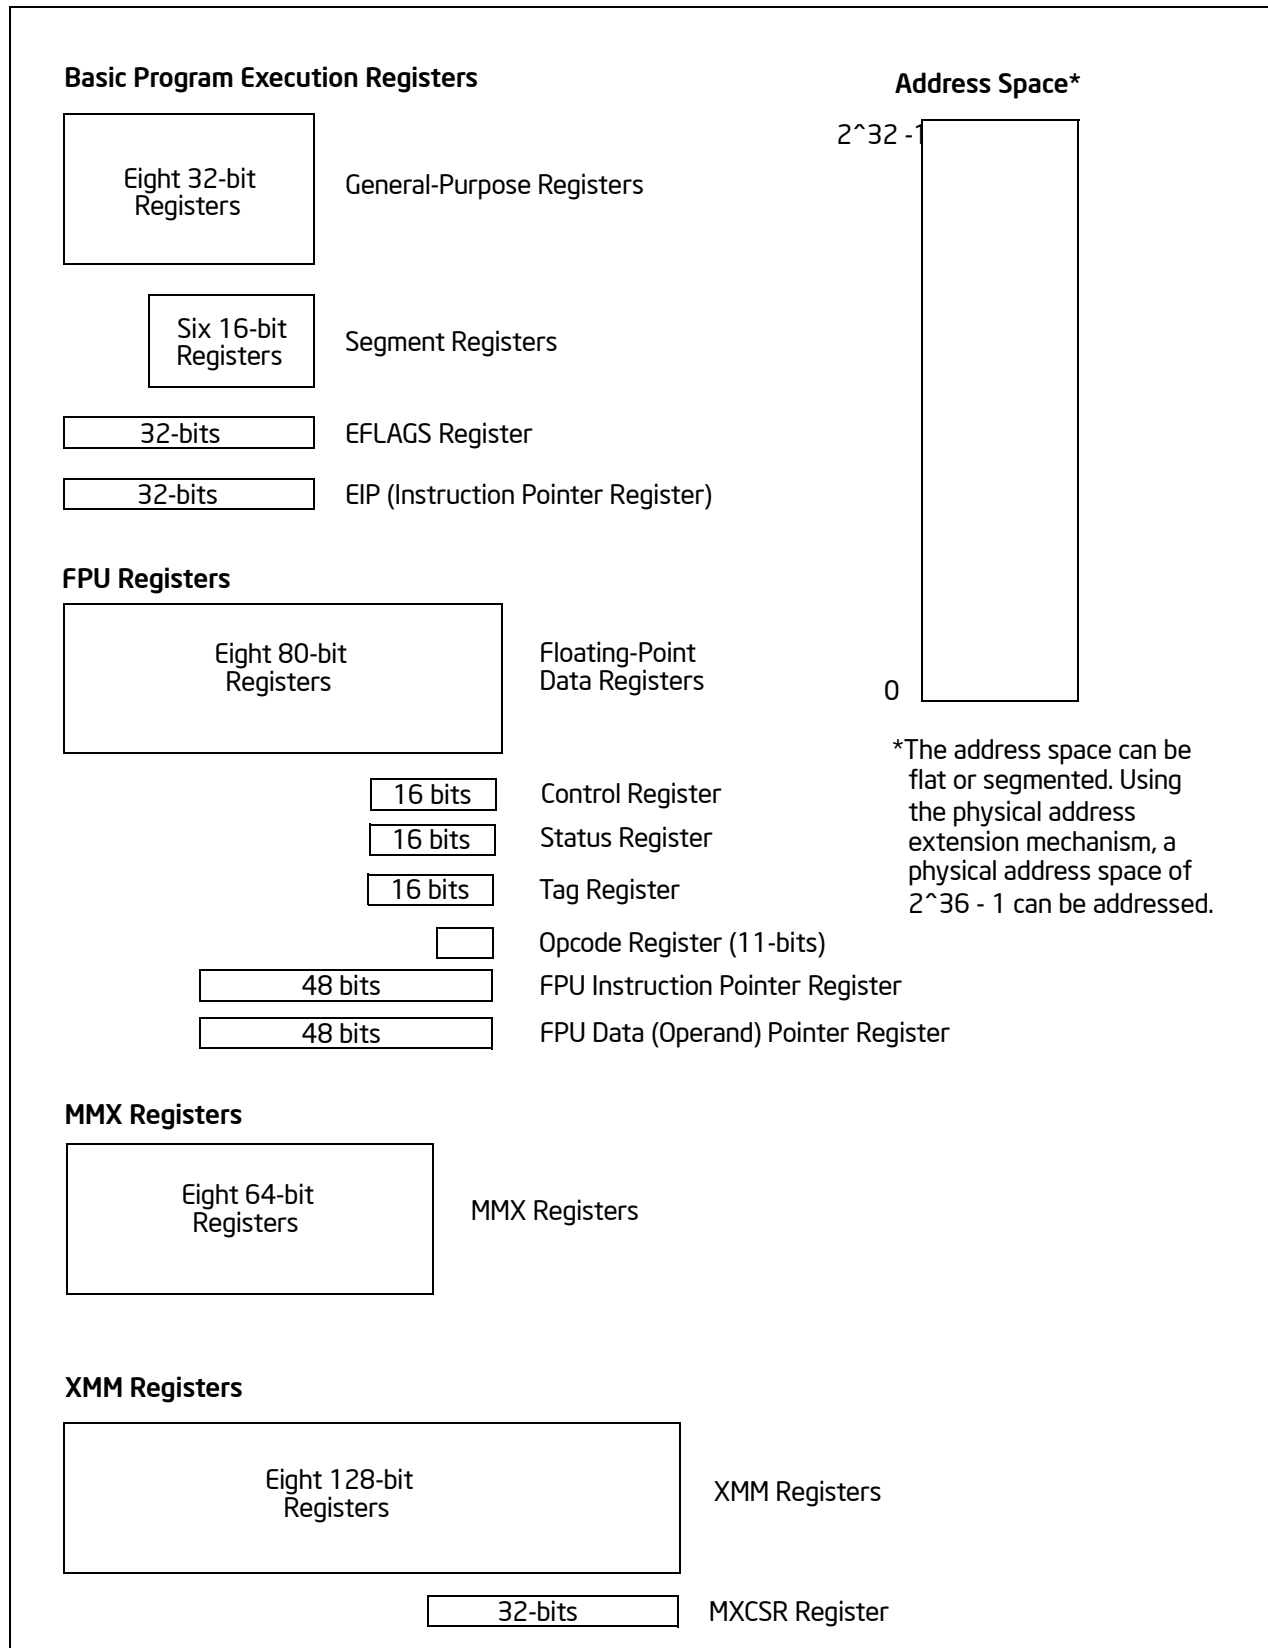 Basic Program Execution Registers
Eight 32-bit
Registers
General-Purpose Registers
Six 16-bit
Registers
Segment Registers
32-bits
EFLAGS Register
32-bits
EIP (Instruction Pointer Register)
Address Space*
2^32 -1
0
*The address space can be
flat or segmented. Using
the physical address
extension mechanism, a
physical address space of
2^36 - 1 can be addressed.
FPU Registers
Eight 80-bit
Registers
Floating-Point
Data Registers
16 bits
Control Register
16 bits
Status Register
16 bits
Tag Register
Opcode Register (11-bits)
48 bits
FPU Instruction Pointer Register
48 bits
FPU Data (Operand) Pointer Register
MMX Registers
Eight 64-bit
Registers
MMX Registers
XMM Registers
Eight 128-bit
Registers
XMM Registers
32-bits
MXCSR Register